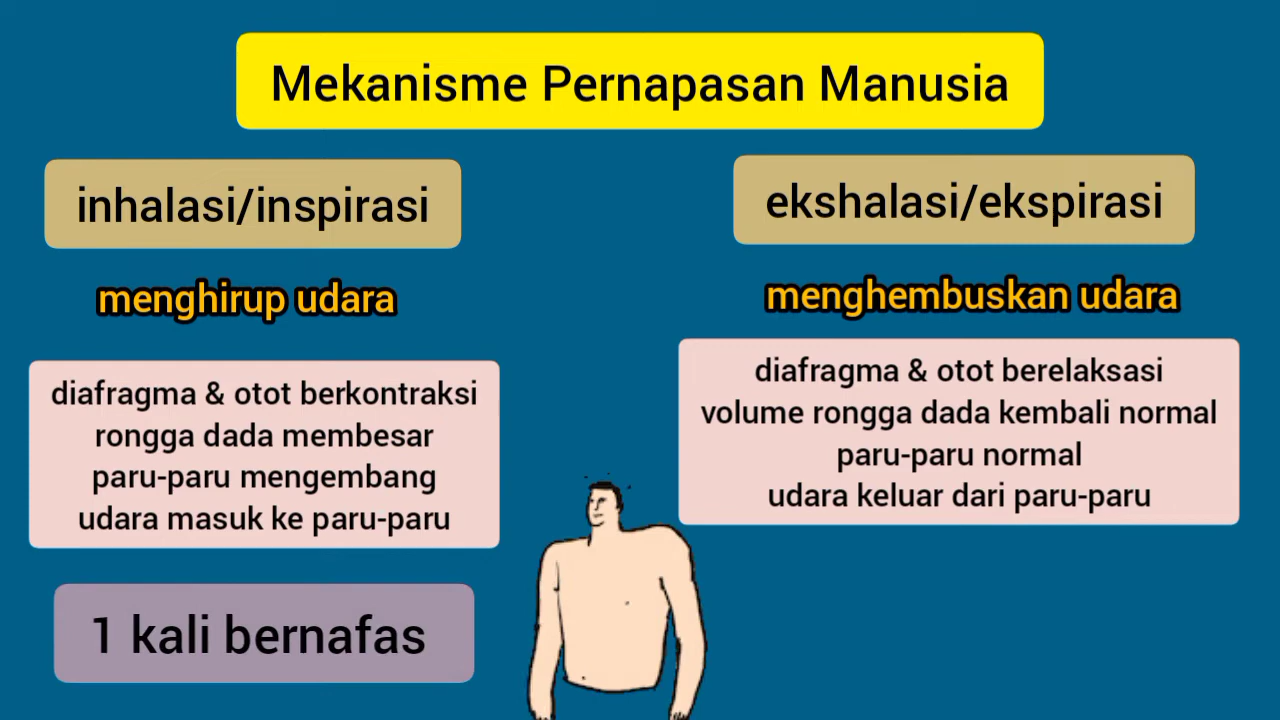 Mekanisme Pernapasan Manusia
inhalasi/inspirasi
menghirup udara
diafragma & otot berkontraksi
rongga dada membesar
paru-paru mengembang
udara masuk ke paru-paru
1 kali bernafas
ekshalasi/ekspirasi
menghembuskan udara
diafragma & otot berelaksasi
volume rongga dada kembali normal
paru-paru normal
udara keluar dari paru-paru